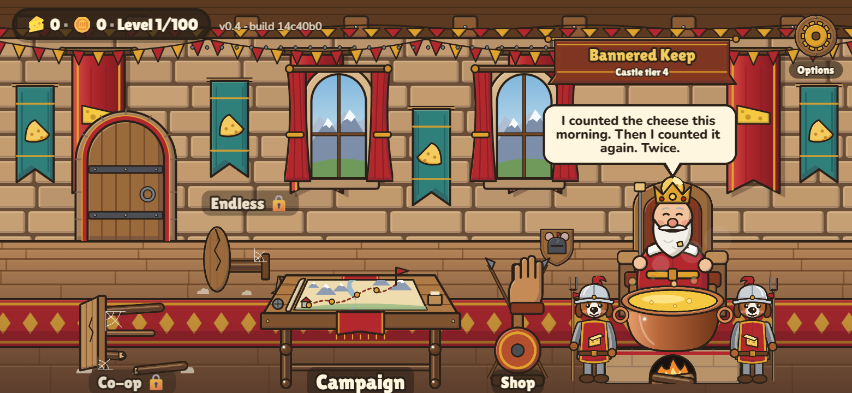 0 · 0 · Level 1/100
v0.4 - build 14c40b0
Bannered Keep
Castle tier 4
Options
I counted the cheese this
morning. Then I counted it
again. Twice.
Endless
Co-op
Campaign
Shop